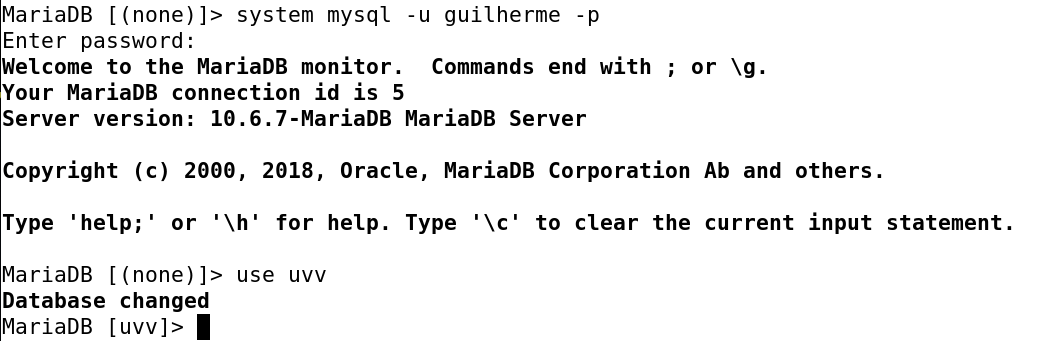 MariaDB [(none)]> system mysql -u guilherme -p
Enter password:
Welcome to the MariaDB monitor.  Commands end with ; or \g.
Your MariaDB connection id is 5
Server version: 10.6.7-MariaDB MariaDB Server
Copyright (c) 2000, 2018, Oracle, MariaDB Corporation Ab and others.
Type 'help;' or '\h' for help. Type '\c' to clear the current input statement.
MariaDB [(none)]> use uvv
Database changed
MariaDB [uvv]>